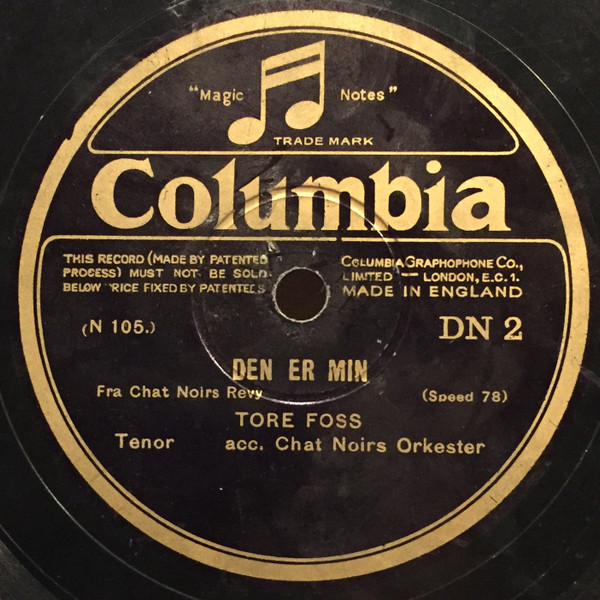 "Magic Notes"
TRADE MARK
Columbia
THIS RECORD (MADE BY PATENTED
PROCESS) MUST NOT BE SOLD
BELOW PRICE FIXED BY PATENTEES
COLUMBIA GRAPHOPHONE CO.,
LIMITED — LONDON, E.C.1.
MADE IN ENGLAND
(N 105.)
DN 2
DEN ER MIN
Fra Chat Noirs Revy
(Speed 78)
TORE FOSS
Tenor acc. Chat Noirs Orkester